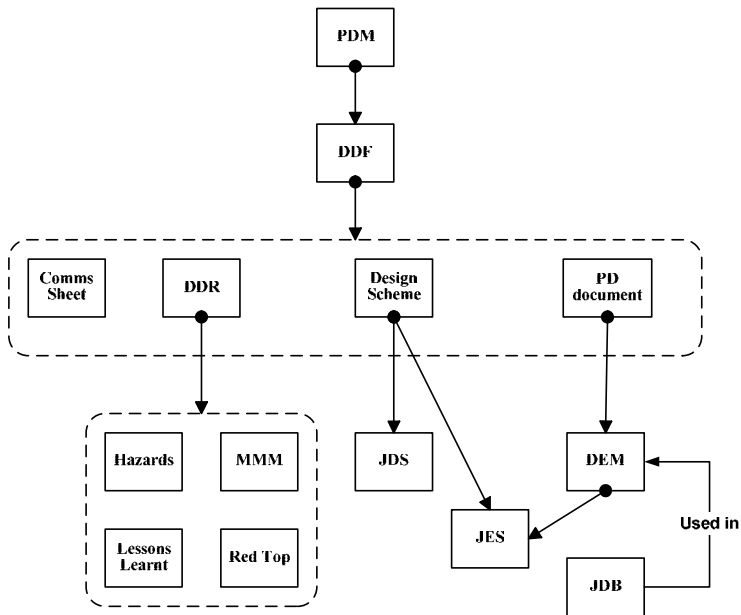 PDM
DDF
Comms
Sheet
DDR
Design
Scheme
PD
document
Hazards
MMM
JDS
DEM
Lessons
Learnt
Red Top
JES
Used in
JDB